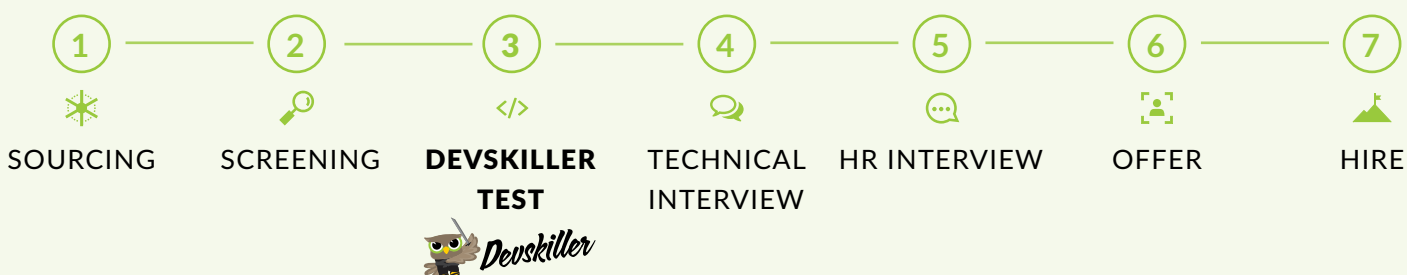 1 2 3 4 5 6 7
</>
SOURCING SCREENING DEVSKILLER TEST TECHNICAL INTERVIEW HR INTERVIEW OFFER HIRE
Devskiller